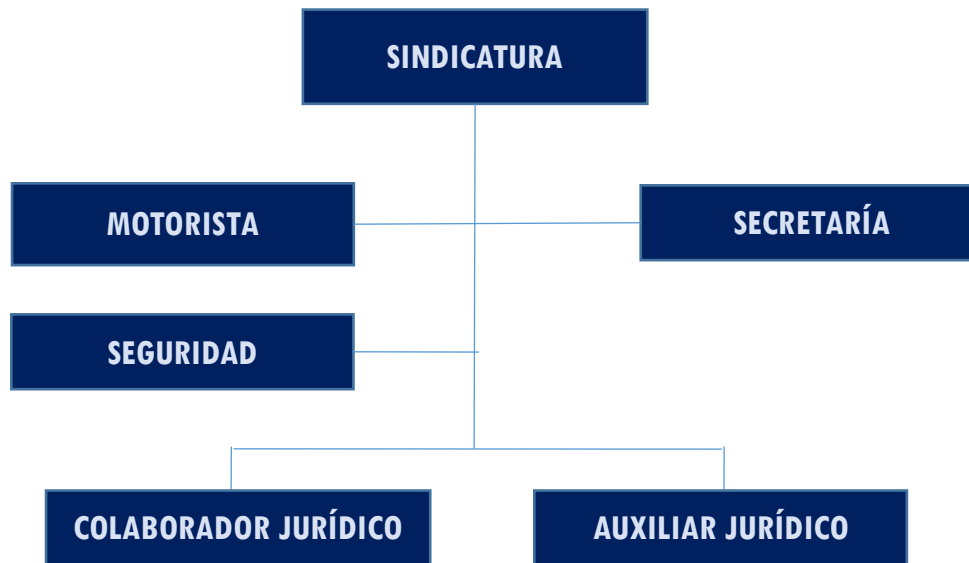 SINDICATURA
MOTORISTA
SECRETARÍA
SEGURIDAD
COLABORADOR JURÍDICO
AUXILIAR JURÍDICO